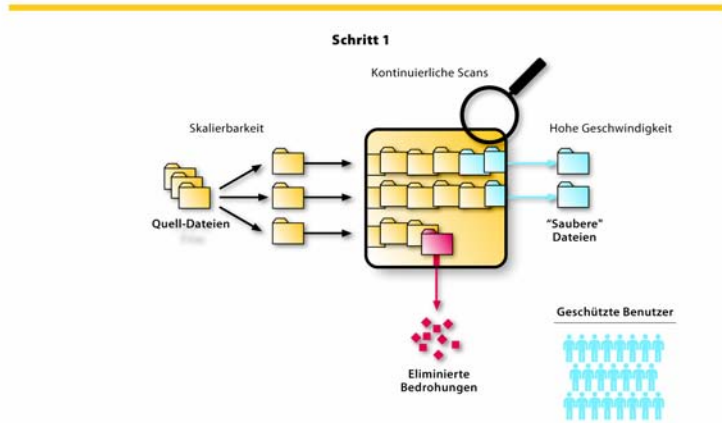 Schritt 1
Kontinuierliche Scans
Skalierbarkeit
Hohe Geschwindigkeit
Quell-Dateien
"Saubere"
Dateien
Geschützte Benutzer
Eliminierte
Bedrohungen